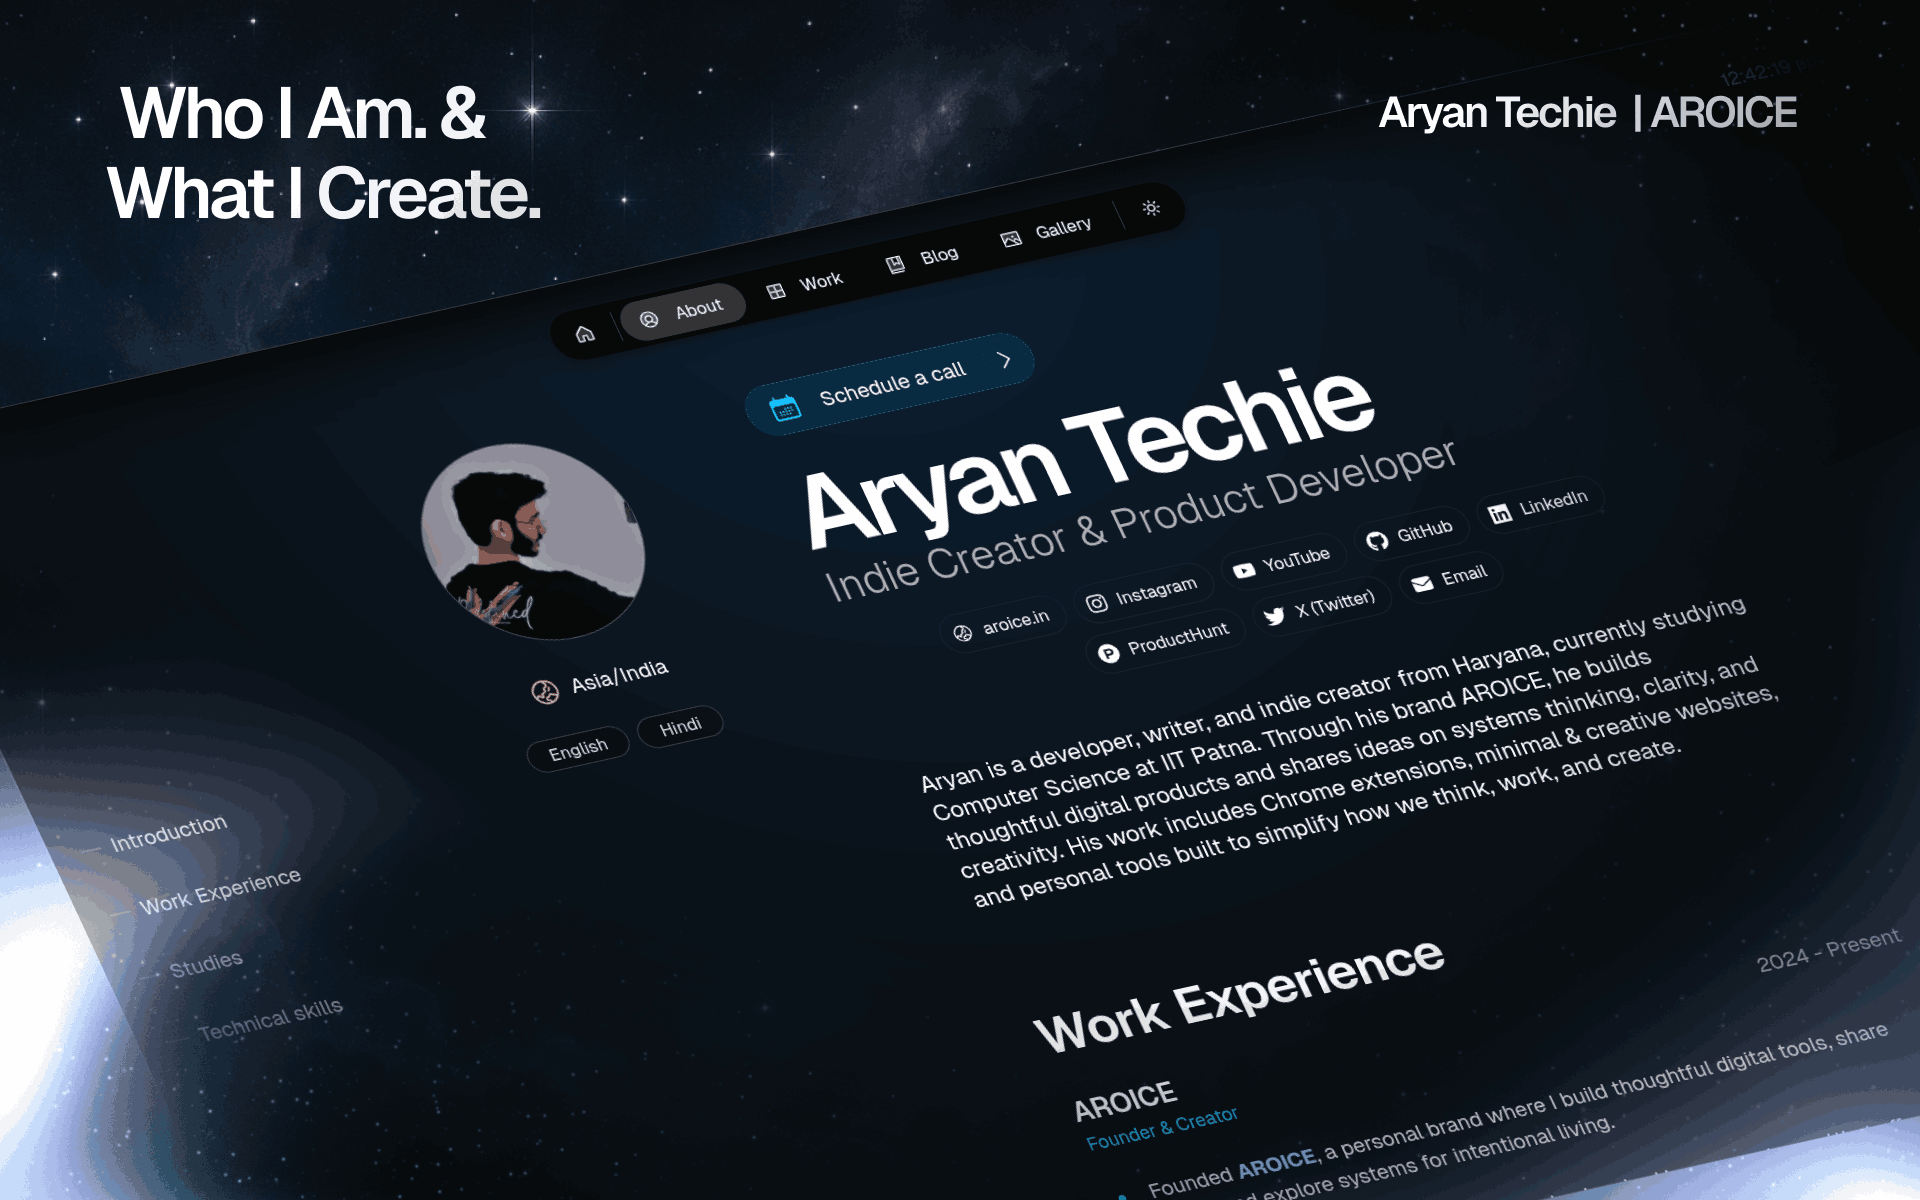 Who I Am. &
What I Create.
Aryan Techie | AROICE
12:42:19
About
Work
Blog
Gallery
Schedule a call
Aryan Techie
Indie Creator & Product Developer
aroice.in
Instagram
YouTube
GitHub
LinkedIn
ProductHunt
X (Twitter)
Email
Asia/India
English
Hindi
Aryan is a developer, writer, and indie creator from Haryana, currently studying
Computer Science at IIT Patna. Through his brand AROICE, he builds
thoughtful digital products and shares ideas on systems thinking, clarity, and
creativity. His work includes Chrome extensions, minimal & creative websites,
and personal tools built to simplify how we think, work, and create.
Introduction
Work Experience
Studies
Technical skills
Work Experience
2024 - Present
AROICE
Founder & Creator
Founded AROICE, a personal brand where I build thoughtful digital tools, share
explore systems for intentional living.